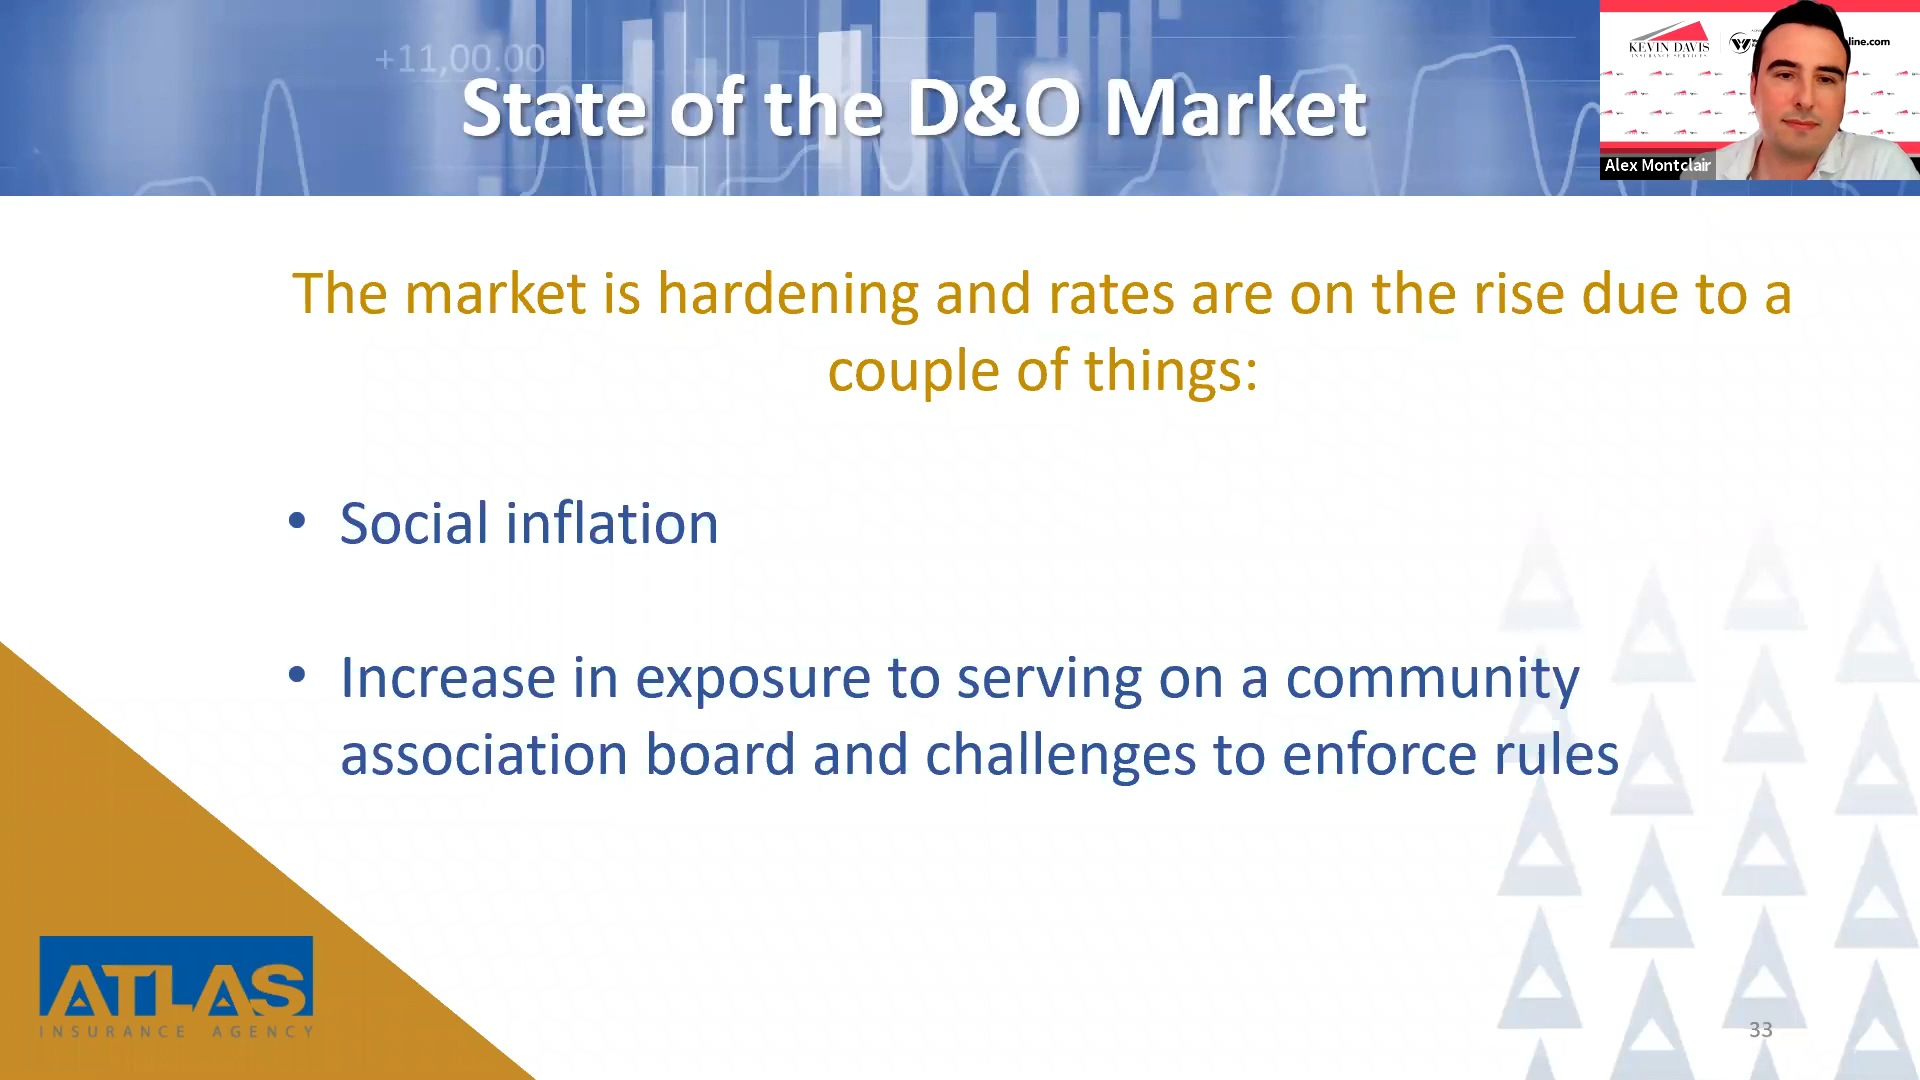 +11,00.00
State of the D&O Market
KEVIN DAVIS
INSURANCE SERVICES
line.com
Alex Montclair
The market is hardening and rates are on the rise due to a
couple of things:
• Social inflation
• Increase in exposure to serving on a community
association board and challenges to enforce rules
ATLAS
INSURANCE AGENCY
33